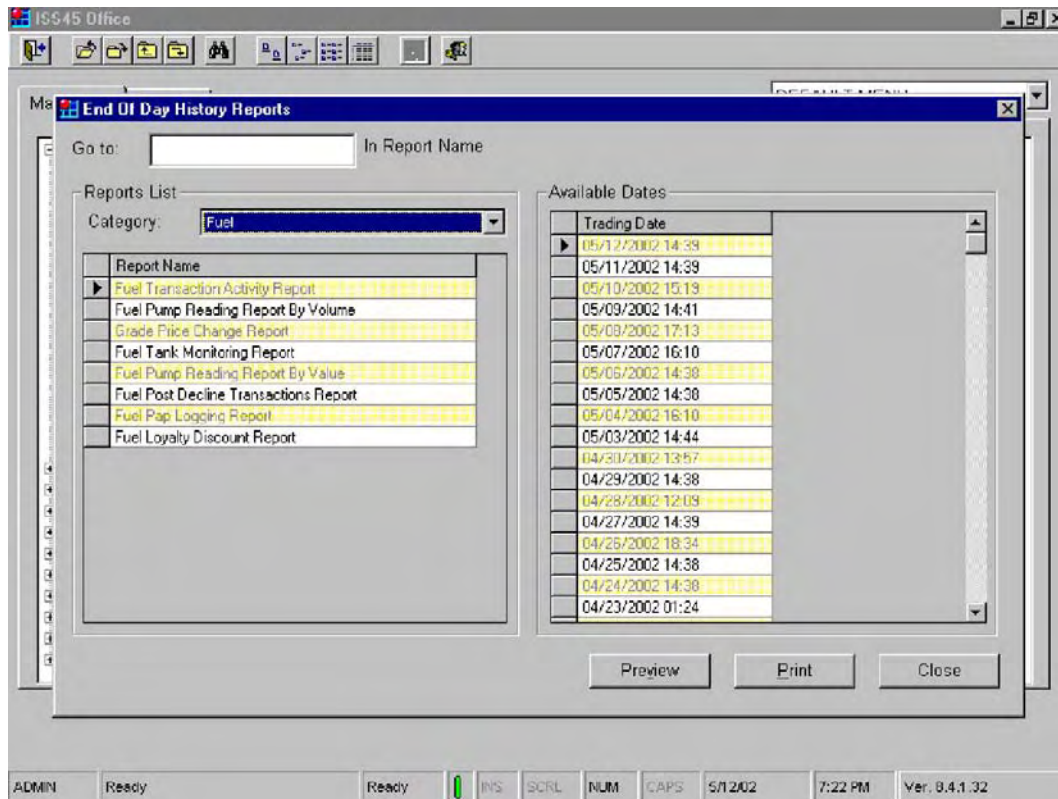 ISS45 Office
Ma
End Of Day History Reports
Go to:
In Report Name
Reports List
Category:
Fuel
Report Name
Fuel Transaction Activity Report
Fuel Pump Reading Report By Volume
Grade Price Change Report
Fuel Tank Monitoring Report
Fuel Pump Reading Report By Value
Fuel Post Decline Transactions Report
Fuel Pap Logging Report
Fuel Loyalty Discount Report
Available Dates
Trading Date
05/12/2002 14:39
05/11/2002 14:39
05/10/2002 15:19
05/09/2002 14:41
05/08/2002 17:13
05/07/2002 16:10
05/06/2002 14:38
05/05/2002 14:38
05/04/2002 16:10
05/03/2002 14:44
04/30/2002 13:57
04/29/2002 14:38
04/28/2002 12:09
04/27/2002 14:39
04/26/2002 18:34
04/25/2002 14:38
04/24/2002 14:38
04/23/2002 01:24
Preview
Print
Close
ADMIN
Ready
Ready
INS
SCRL
NUM
CAPS
5/12/02
7:22 PM
Ver. 8.4.1.32